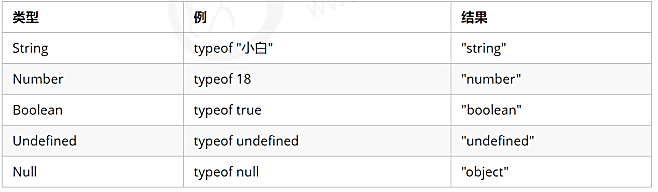 类型 例 结果
String typeof "小白" "string"
Number typeof 18 "number"
Boolean typeof true "boolean"
Undefined typeof undefined "undefined"
Null typeof null "object"